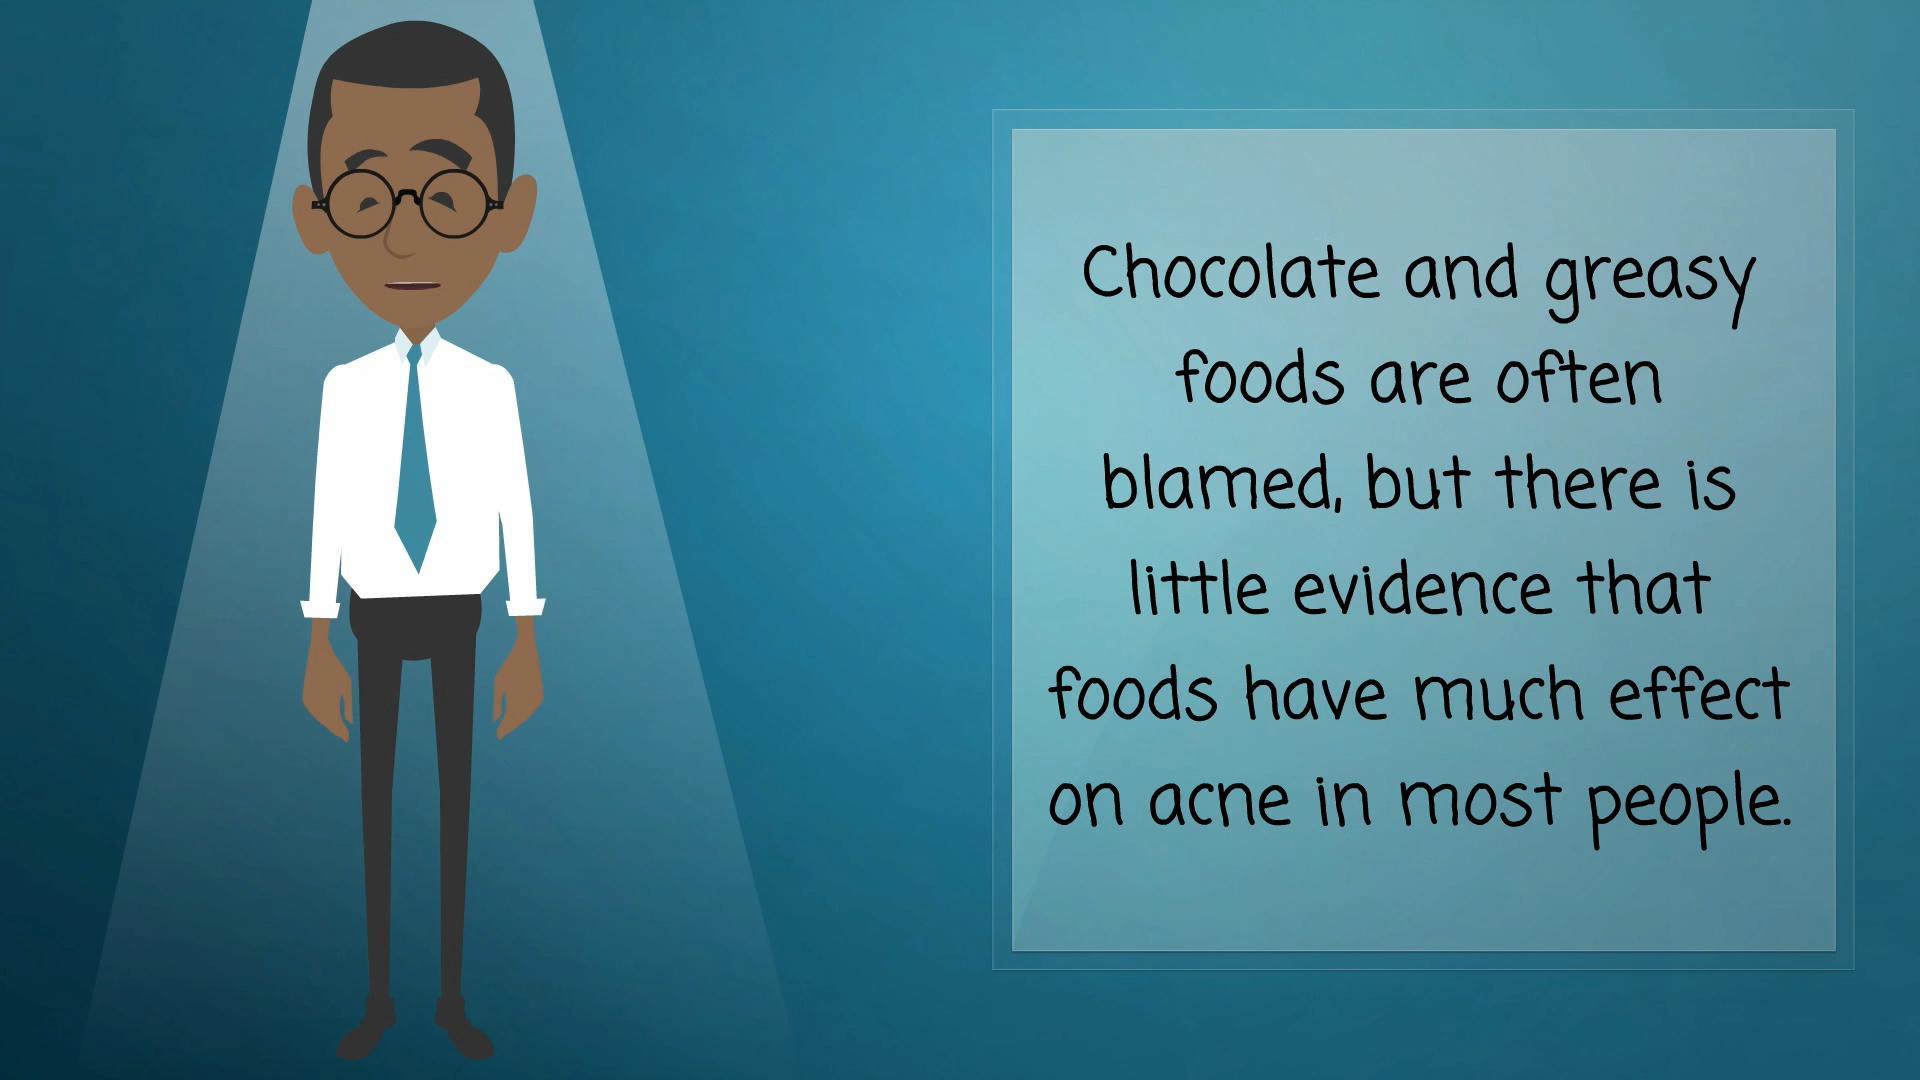 Chocolate and greasy
foods are often
blamed, but there is
little evidence that
foods have much effect
on acne in most people.